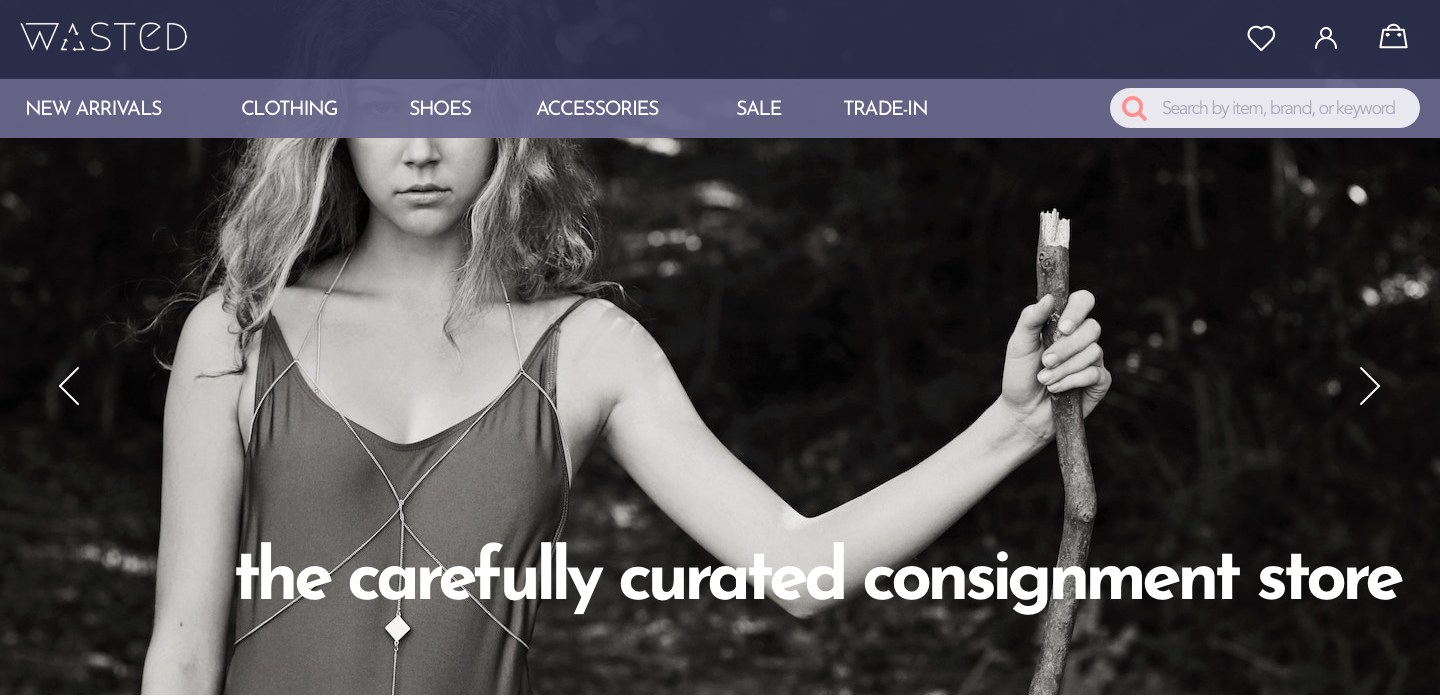 WASTED
NEW ARRIVALS CLOTHING SHOES ACCESSORIES SALE TRADE-IN Search by item, brand, or keyword
the carefully curated consignment store